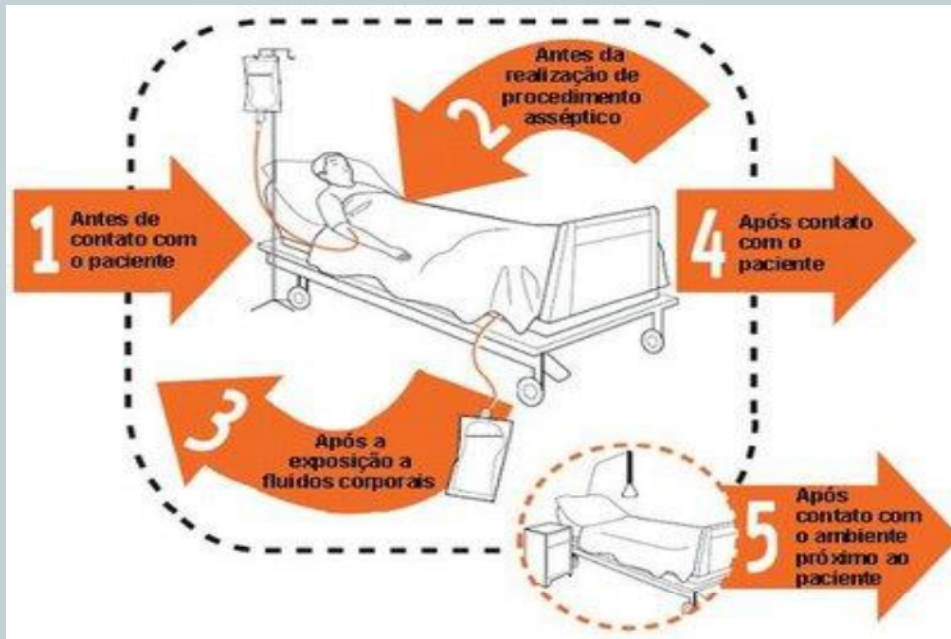 1
Antes de
contato com
o paciente
2
Antes da
realização de
procedimento
asséptico
3
Após a
exposição a
fluidos corporais
4
Após contato
com o
paciente
5
Após
contato com
o ambiente
próximo ao
paciente